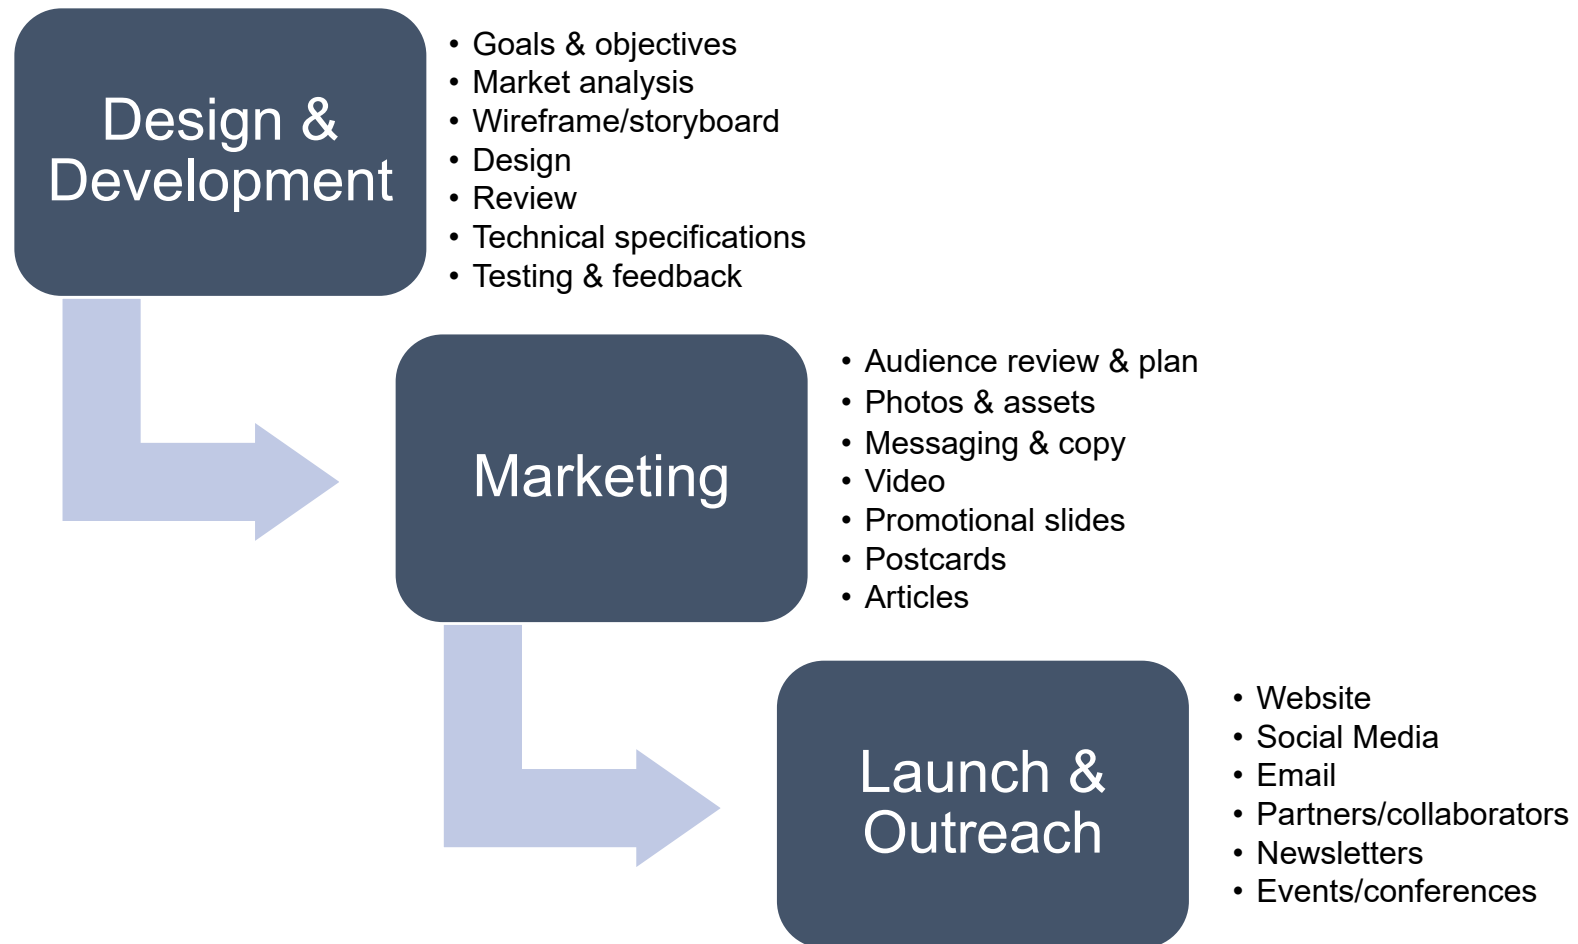 Design &
Development
• Goals & objectives
• Market analysis
• Wireframe/storyboard
• Design
• Review
• Technical specifications
• Testing & feedback
Marketing
• Audience review & plan
• Photos & assets
• Messaging & copy
• Video
• Promotional slides
• Postcards
• Articles
Launch &
Outreach
• Website
• Social Media
• Email
• Partners/collaborators
• Newsletters
• Events/conferences